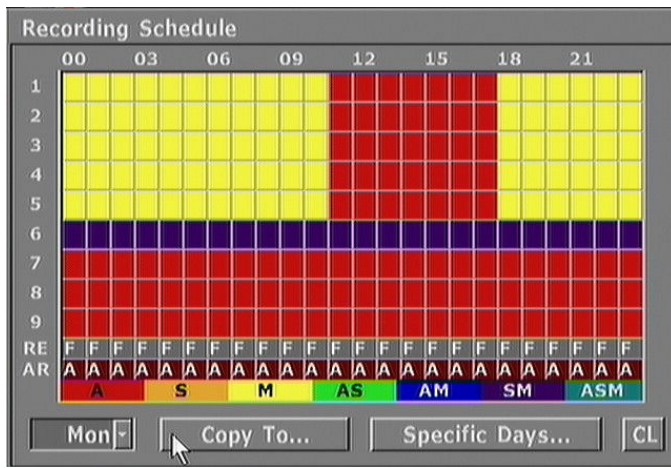 Recording Schedule
00 03 06 09 12 15 18 21
1
2
3
4
5
6
7
8
9
RE F F F F F F F F F F F F F F F F F F F F F F F F
AR A A A A A A A A A A A A A A A A A A A A A A A A
A S M AS AM SM ASM
Mon Copy To... Specific Days... CL